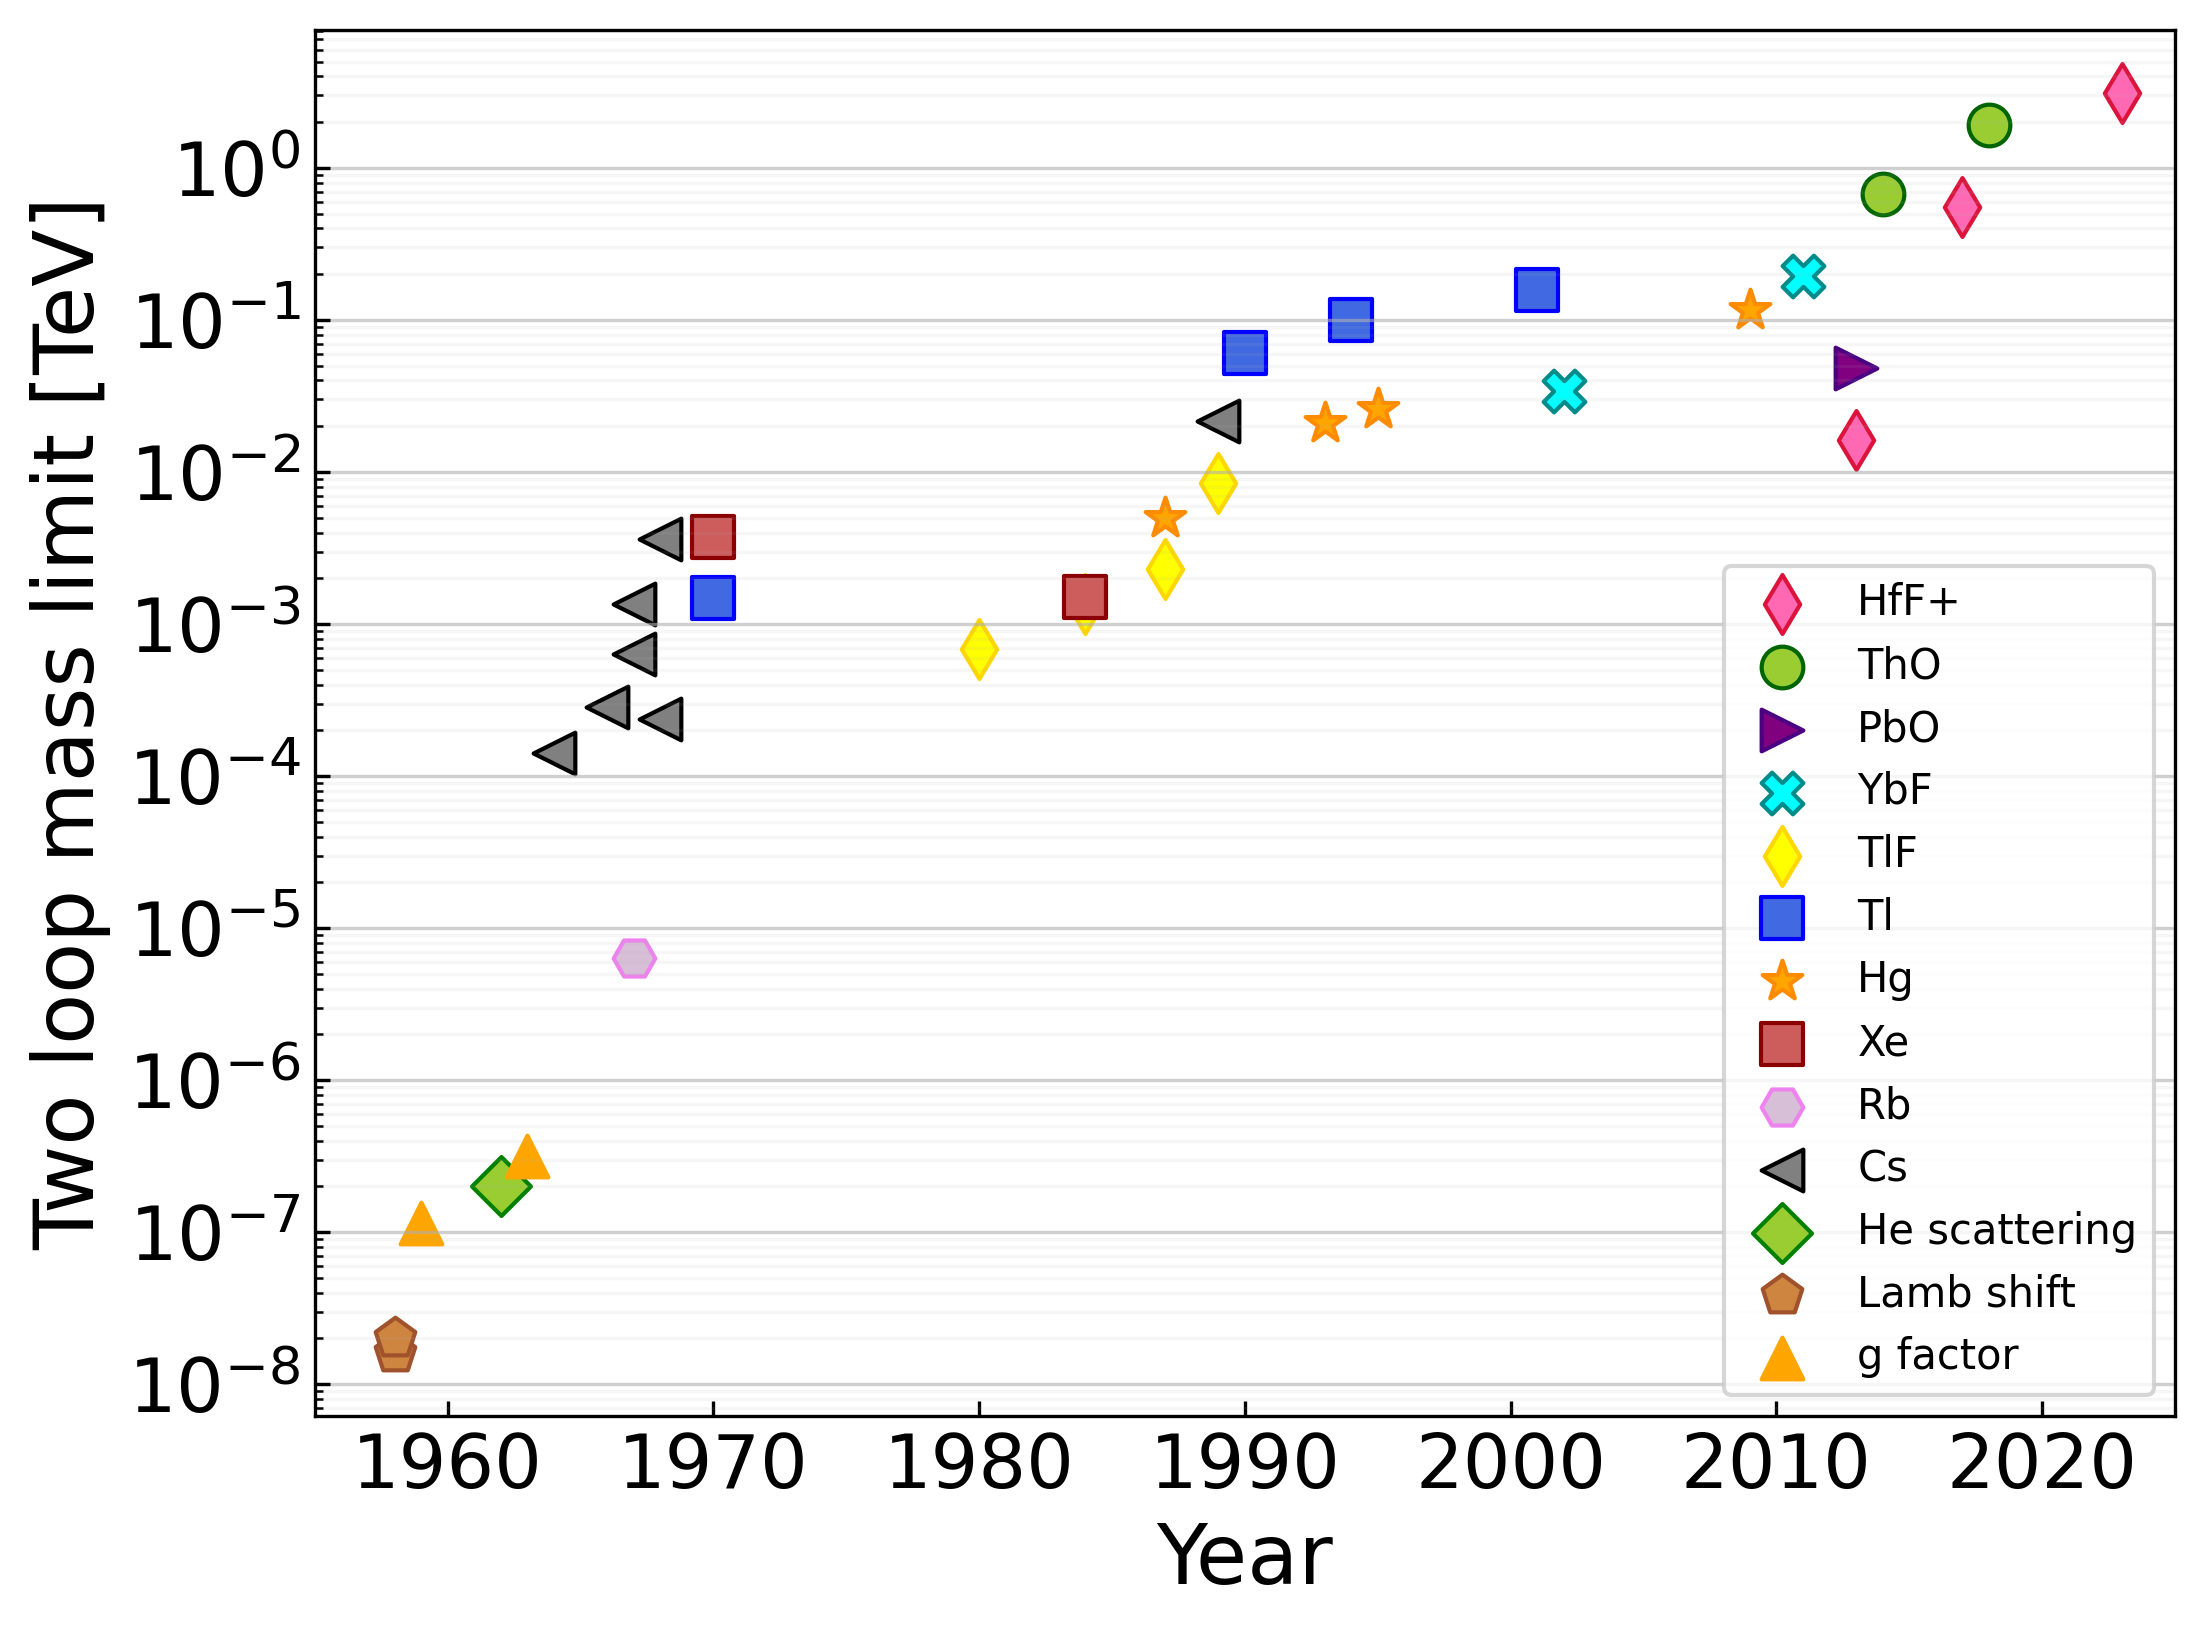 Two loop mass limit [TeV]
10⁰
10⁻¹
10⁻²
10⁻³
10⁻⁴
10⁻⁵
10⁻⁶
10⁻⁷
10⁻⁸
HfF+
ThO
PbO
YbF
TlF
Tl
Hg
Xe
Rb
Cs
He scattering
Lamb shift
g factor
1960 1970 1980 1990 2000 2010 2020
Year